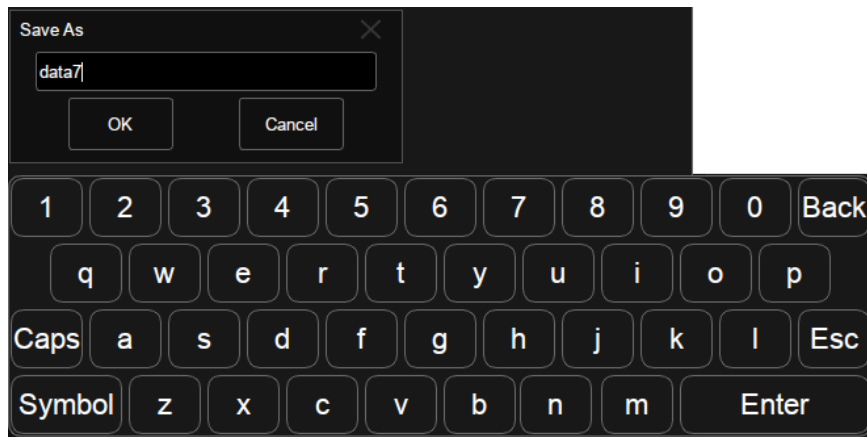 Save As
data7
OK Cancel
1 2 3 4 5 6 7 8 9 0 Back
q w e r t y u i o p
Caps a s d f g h j k l Esc
Symbol z x c v b n m Enter